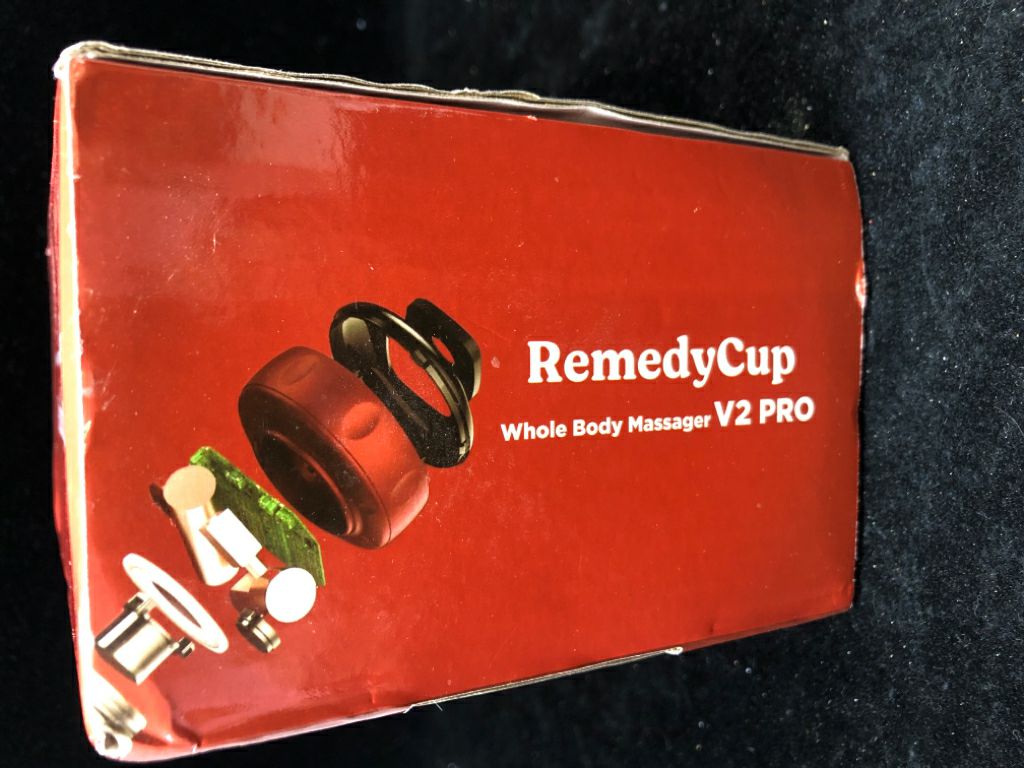 RemedyCup
Whole Body Massager V2 PRO